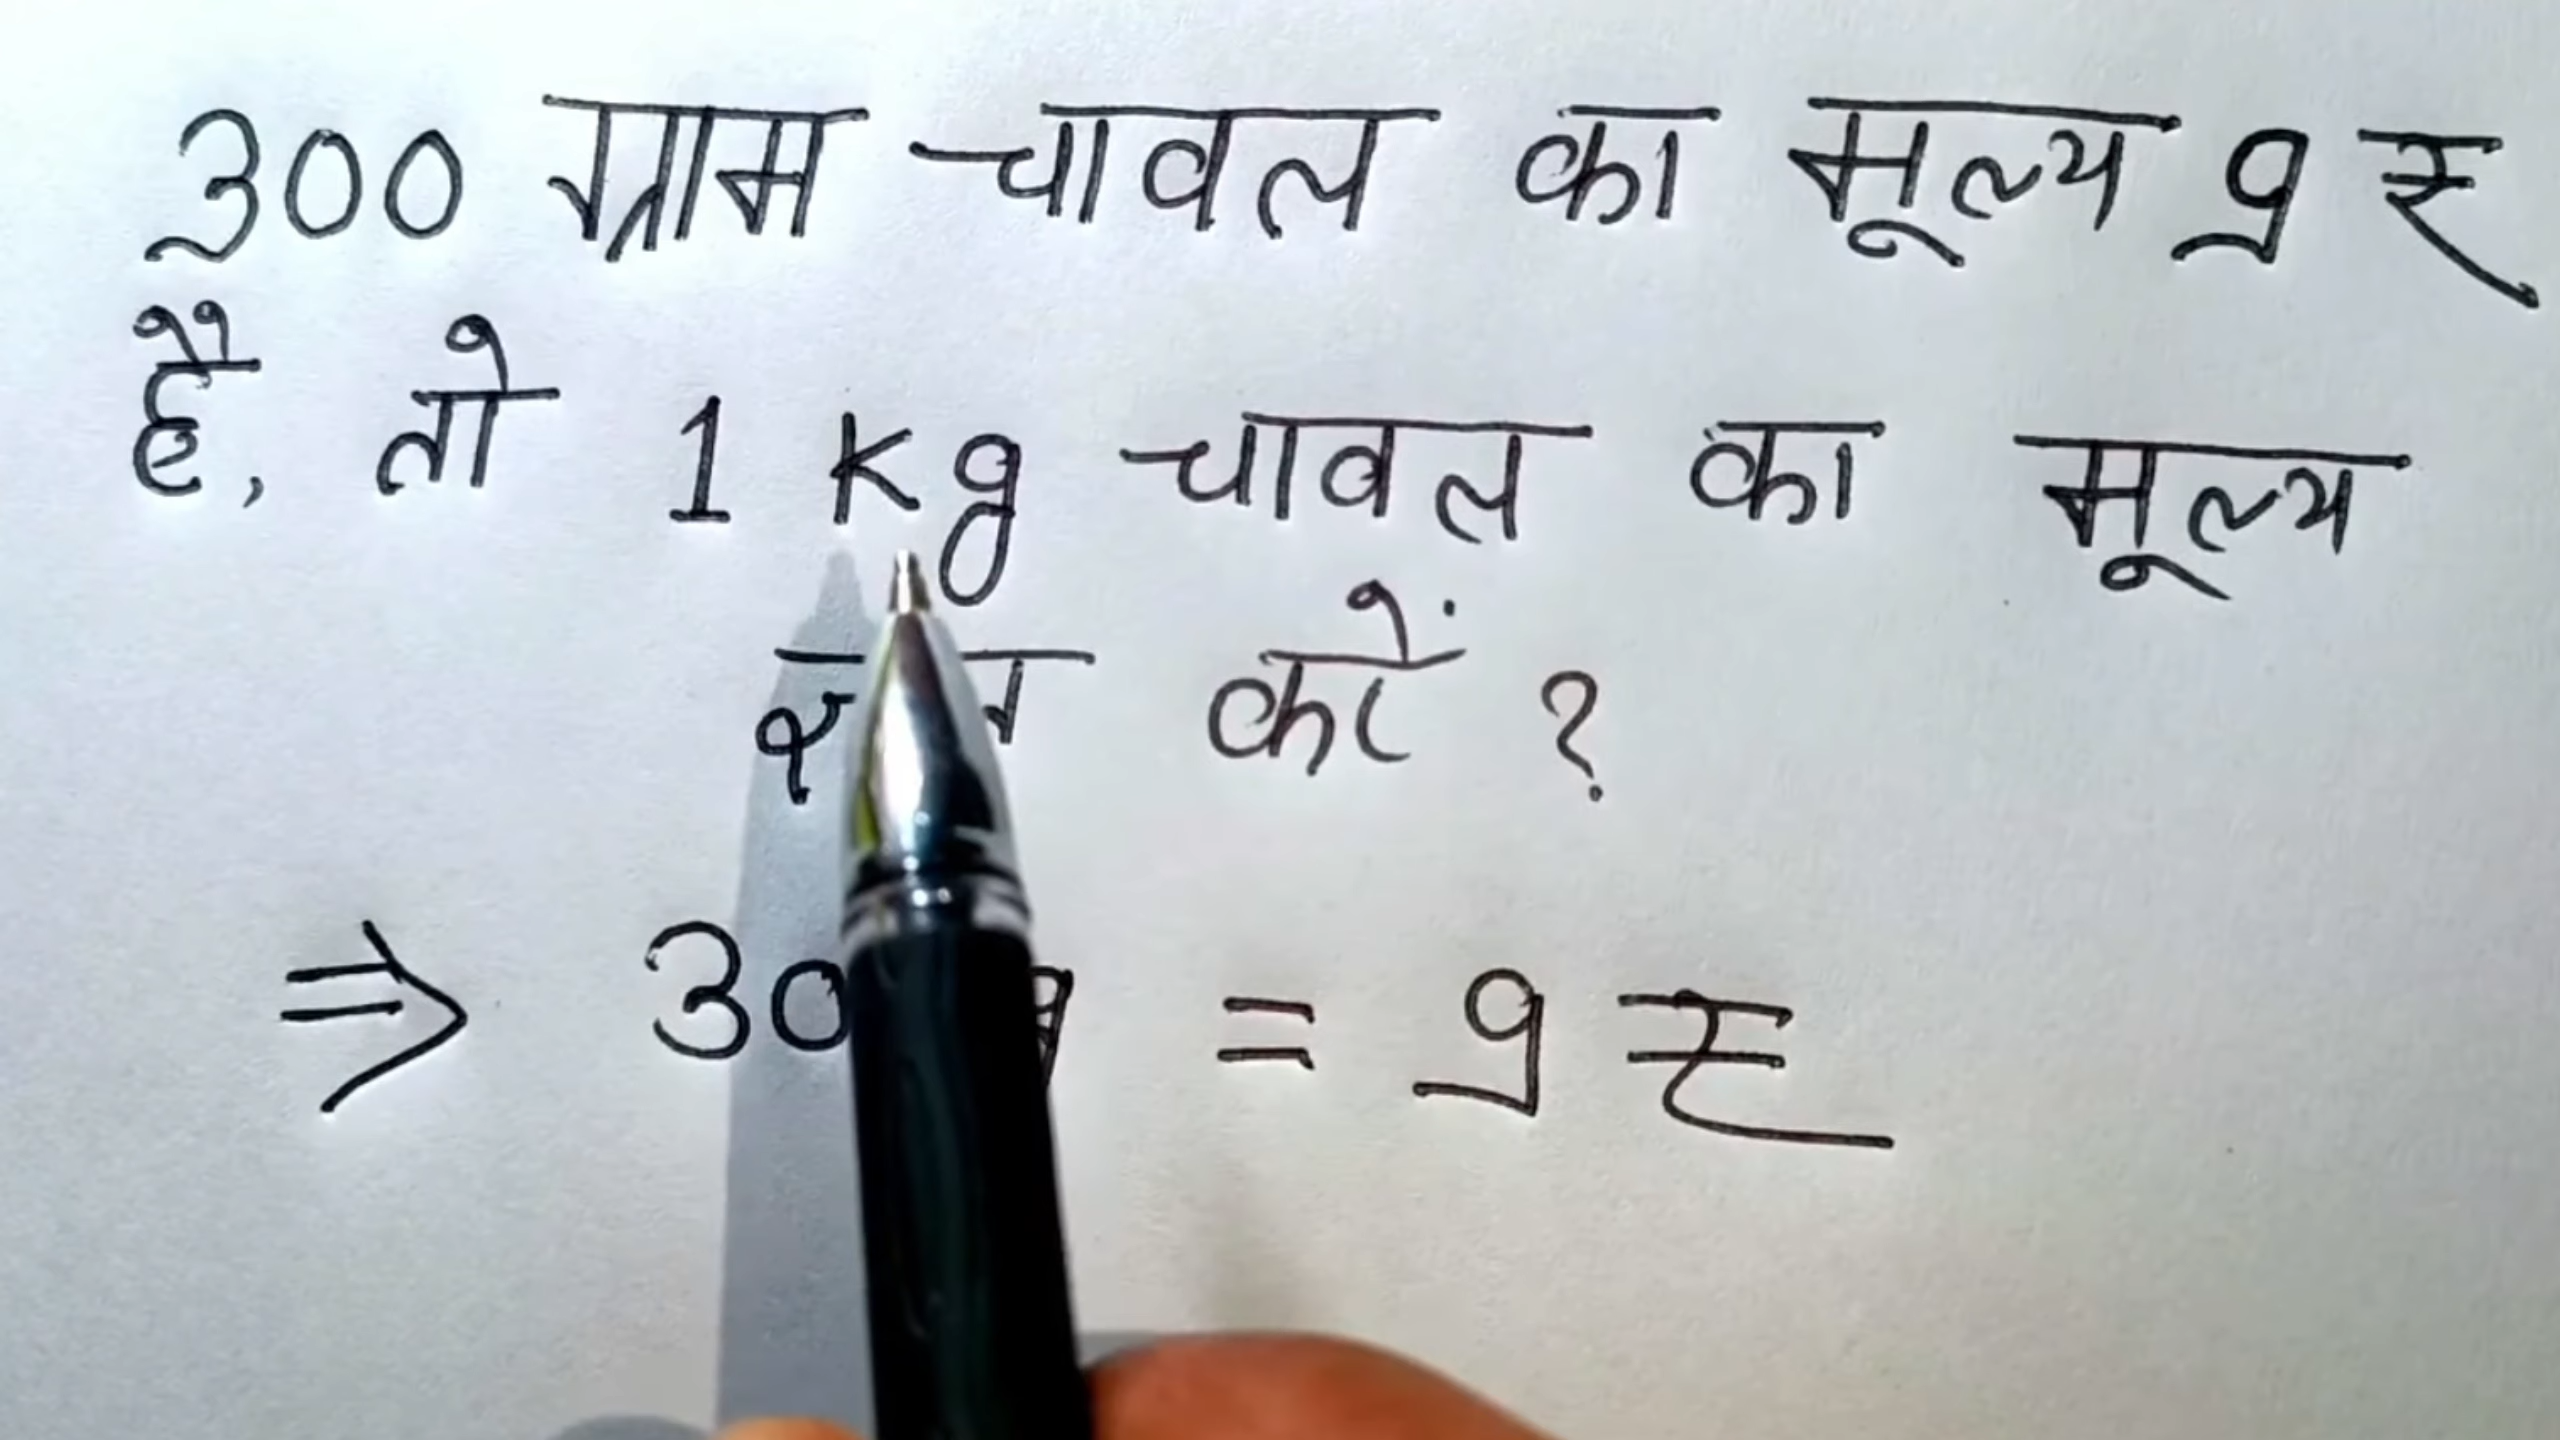 300 ग्राम चावल का मूल्य 9 ₹
है, तो 1 kg चावल का मूल्य
करें ?
⇒ = 9 ₹